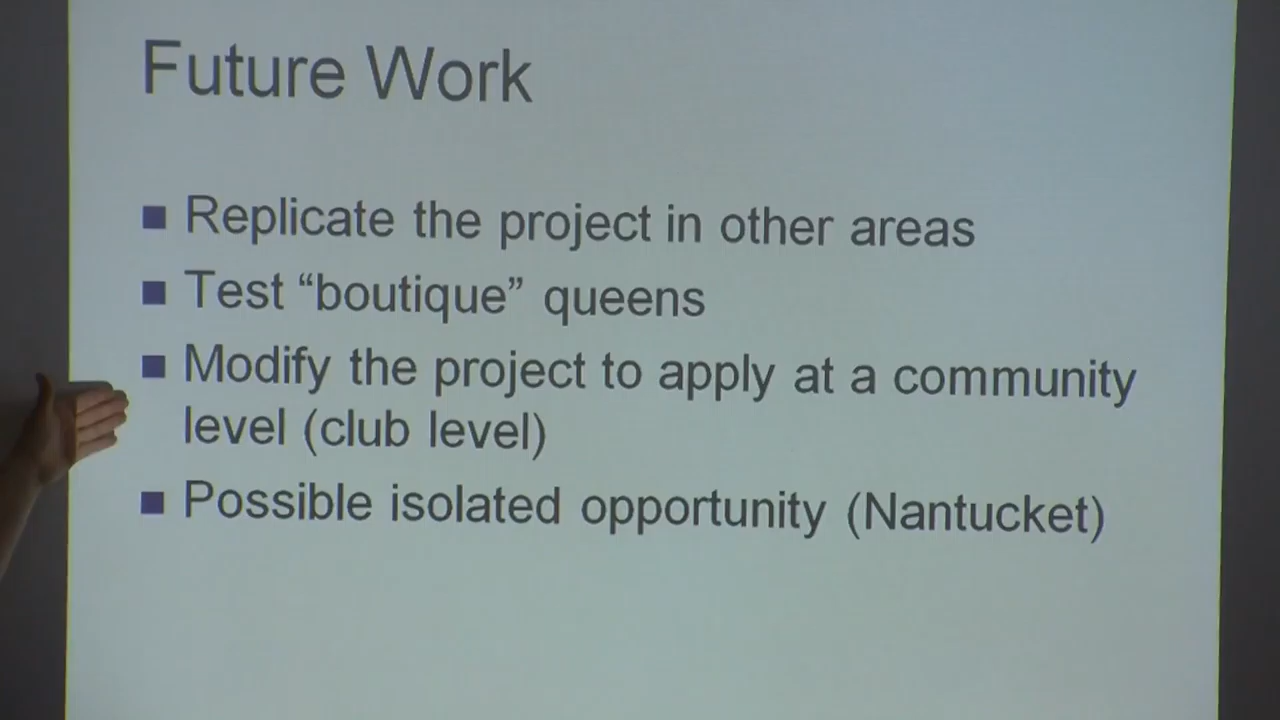 Future Work
Replicate the project in other areas
Test “boutique” queens
Modify the project to apply at a community
level (club level)
Possible isolated opportunity (Nantucket)